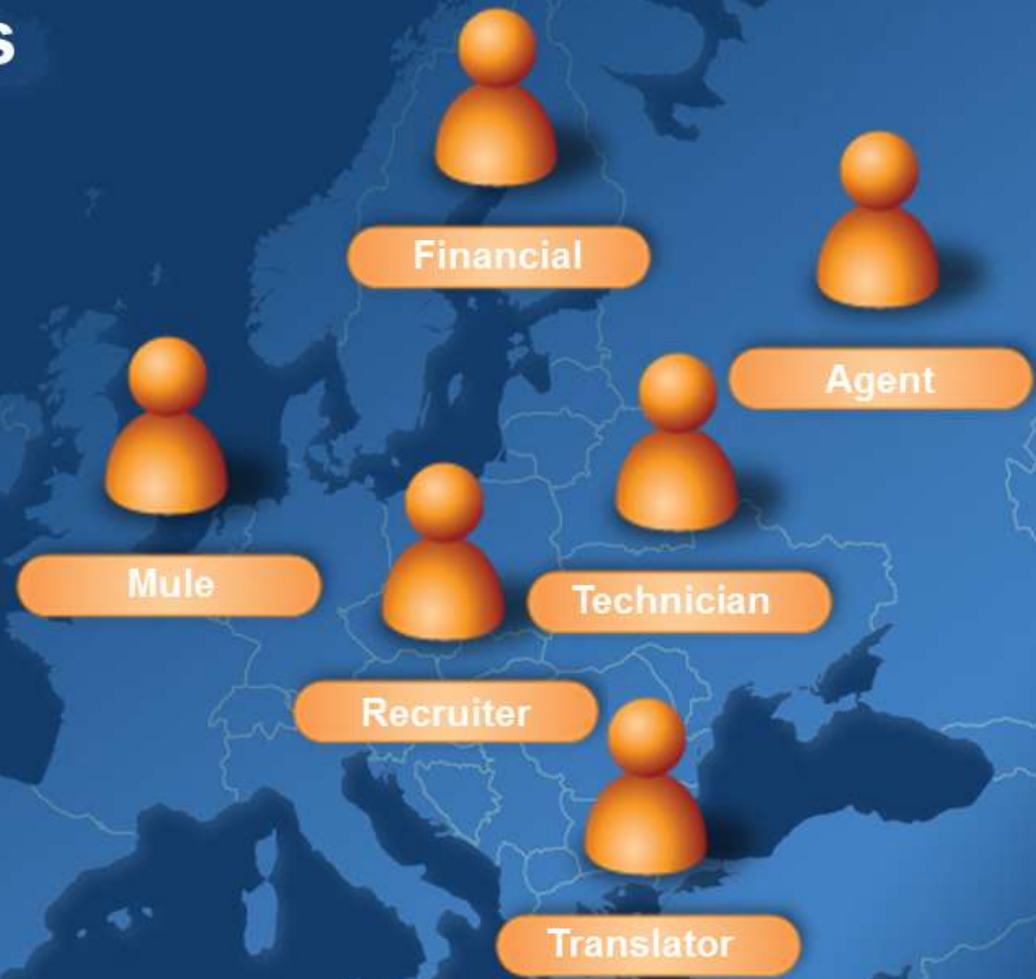 s
Financial
Agent
Mule
Technician
Recruiter
Translator